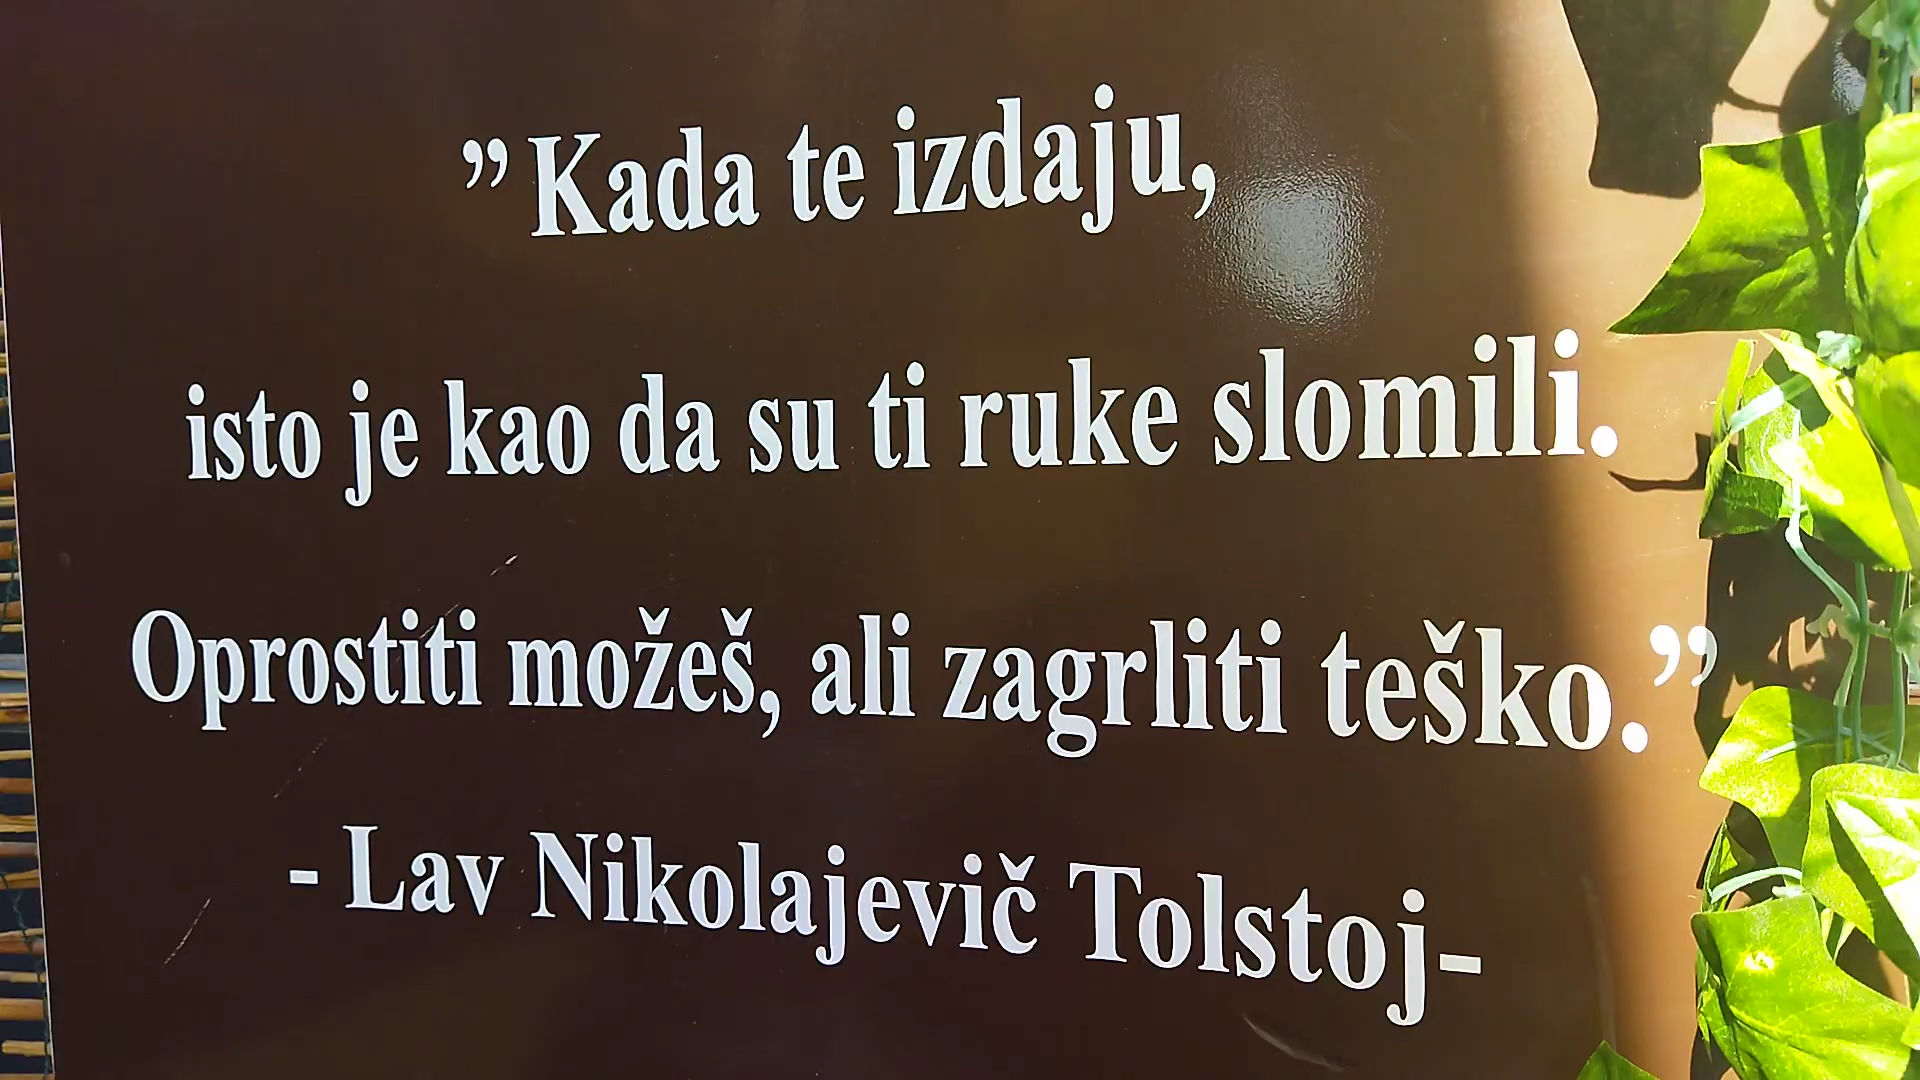 ”Kada te izdaju,
isto je kao da su ti ruke slomili.
Oprostiti možeš, ali zagrliti teško.”
- Lav Nikolajevič Tolstoj-